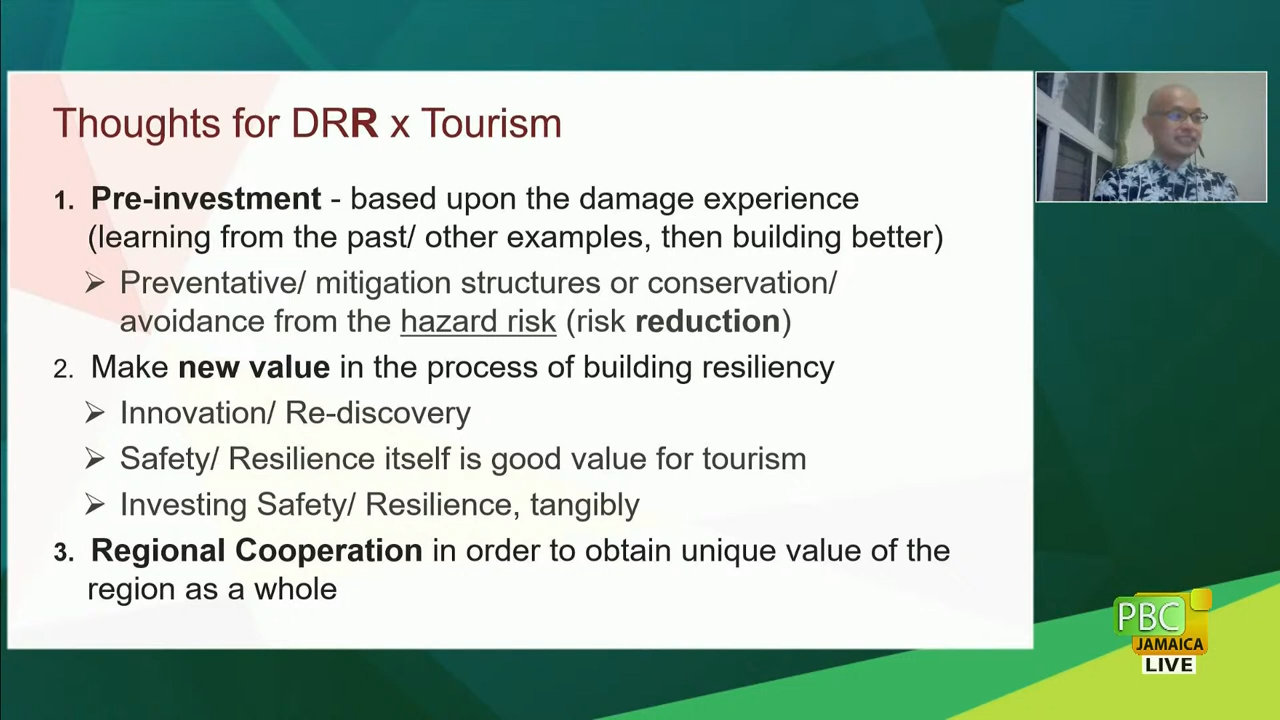 Thoughts for DRR x Tourism
1. Pre-investment - based upon the damage experience
(learning from the past/ other examples, then building better)
➢ Preventative/ mitigation structures or conservation/
avoidance from the hazard risk (risk reduction)
2. Make new value in the process of building resiliency
➢ Innovation/ Re-discovery
➢ Safety/ Resilience itself is good value for tourism
➢ Investing Safety/ Resilience, tangibly
3. Regional Cooperation in order to obtain unique value of the
region as a whole
PBC
JAMAICA
LIVE